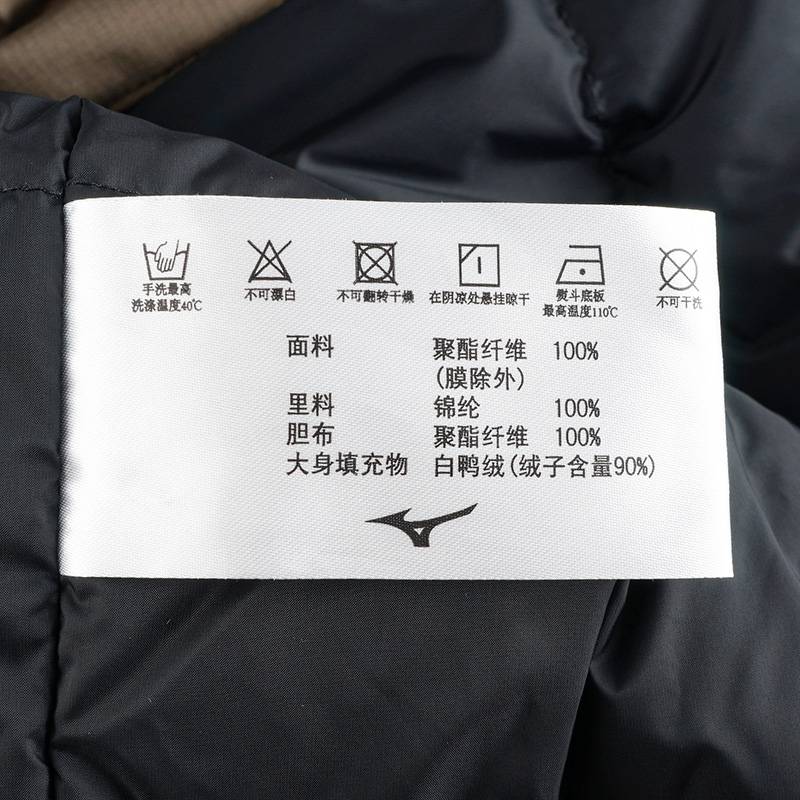 手洗最高
洗涤温度40℃
不可漂白
不可翻转干燥
在阴凉处悬挂晾干
熨斗底板
最高温度110℃
不可干洗
面料 聚酯纤维 100%
(膜除外)
里料 锦纶 100%
胆布 聚酯纤维 100%
大身填充物 白鸭绒(绒子含量90%)